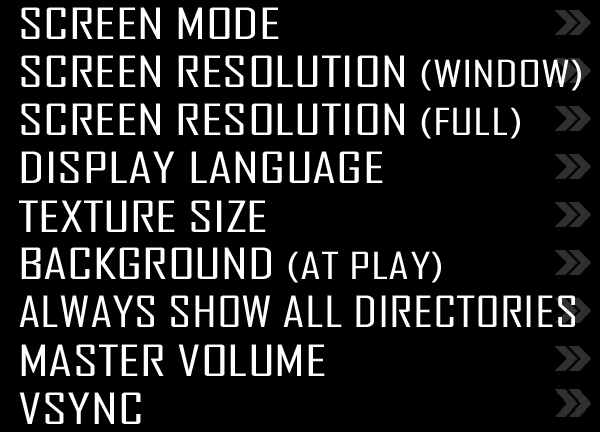 SCREEN MODE
SCREEN RESOLUTION (WINDOW)
SCREEN RESOLUTION (FULL)
DISPLAY LANGUAGE
TEXTURE SIZE
BACKGROUND (AT PLAY)
ALWAYS SHOW ALL DIRECTORIES
MASTER VOLUME
VSYNC